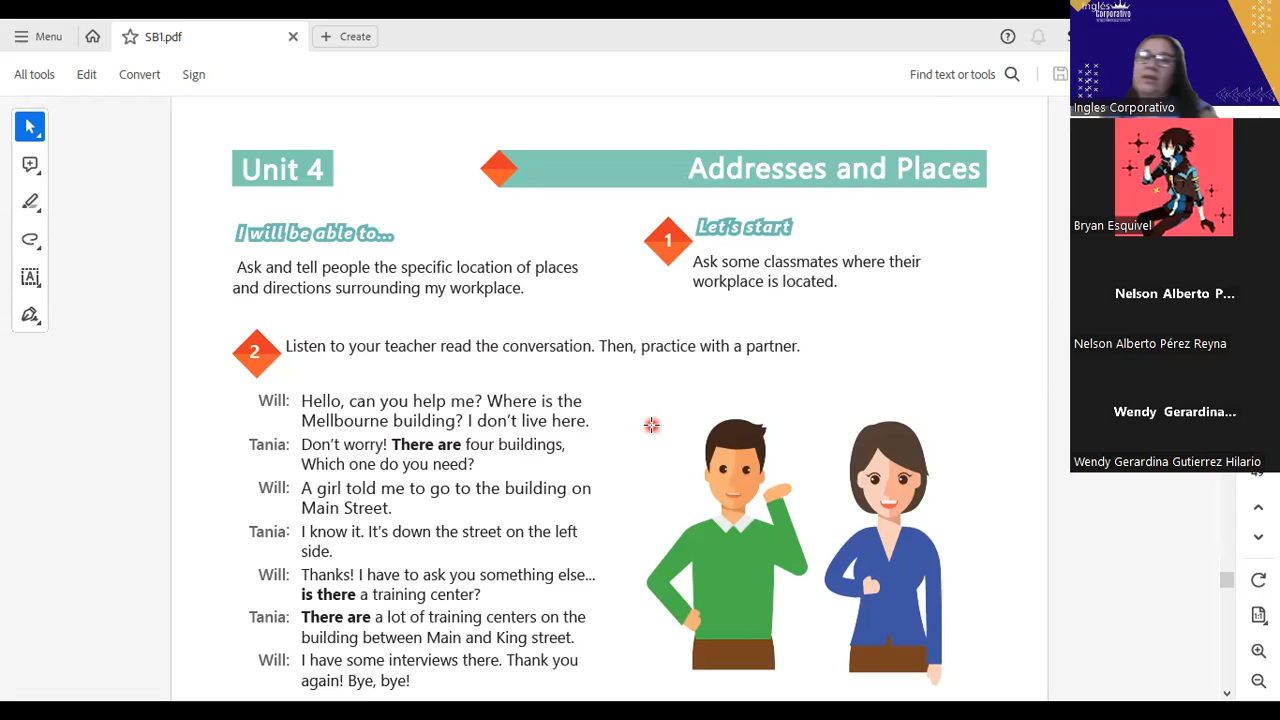 Menu
SB1.pdf
Create
All tools
Edit
Convert
Sign
Find text or tools
Unit 4
Addresses and Places
I will be able to...
Ask and tell people the specific location of places
and directions surrounding my workplace.
1
Let's start
Ask some classmates where their
workplace is located.
2
Listen to your teacher read the conversation. Then, practice with a partner.
Will: Hello, can you help me? Where is the
Mellbourne building? I don't live here.
Tania: Don't worry! There are four buildings,
Which one do you need?
Will: A girl told me to go to the building on
Main Street.
Tania: I know it. It's down the street on the left
side.
Will: Thanks! I have to ask you something else...
is there a training center?
Tania: There are a lot of training centers on the
building between Main and King street.
Will: I have some interviews there. Thank you
again! Bye, bye!
Inglés
corporativo
Ingles Corporativo
Bryan Esquivel
Nelson Alberto P...
Nelson Alberto Pérez Reyna
Wendy Gerardina...
Wendy Gerardina Gutierrez Hilario